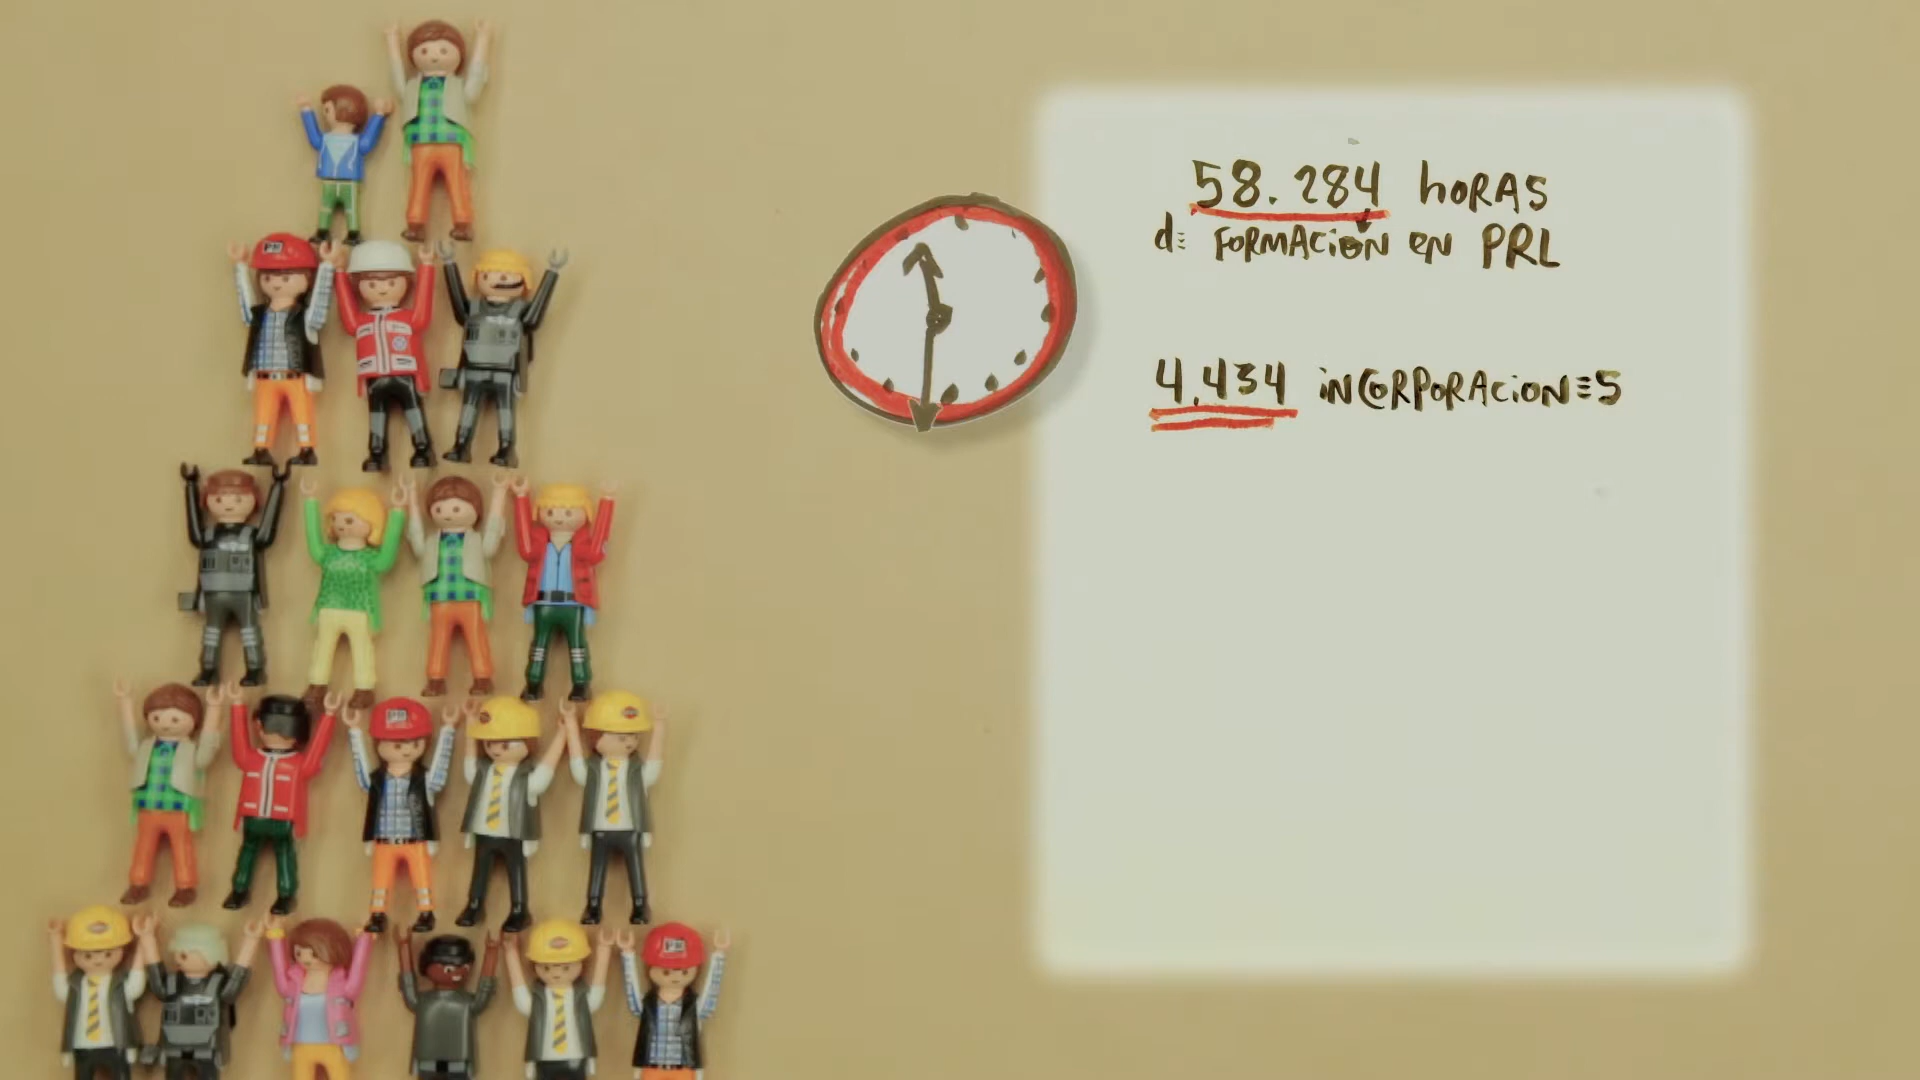 58.284 horas
de FORMACIÓN EN PRL
4.434 iNCORPORACIONES